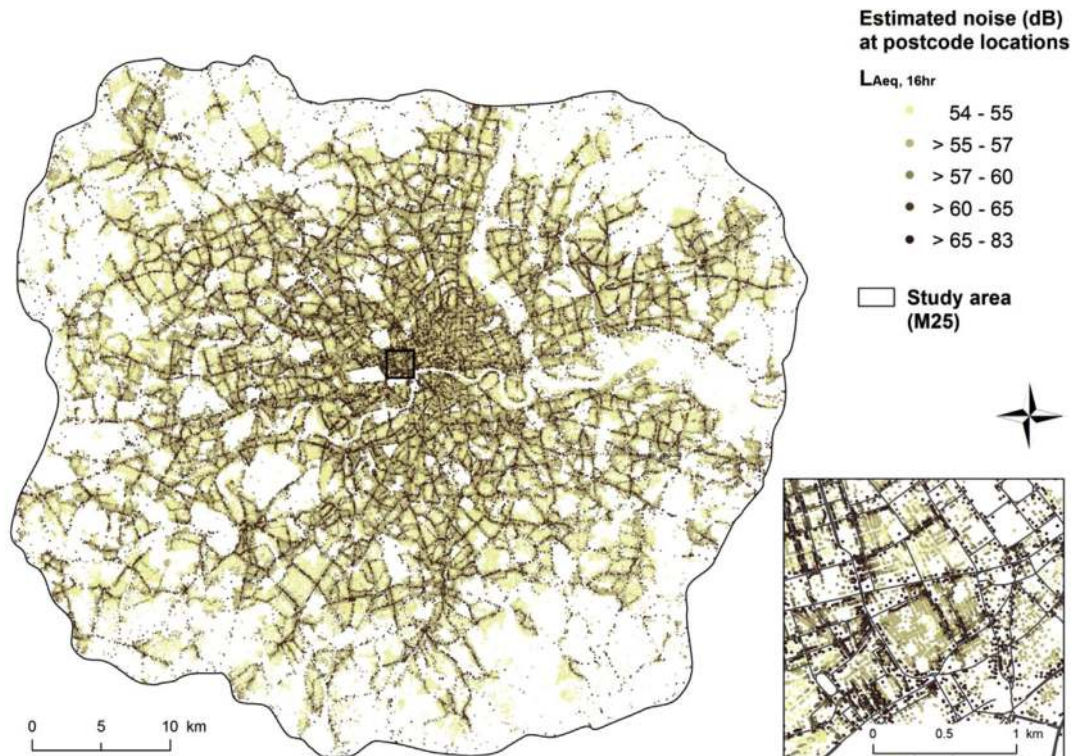 Estimated noise (dB)
at postcode locations
LAeq, 16hr
54 - 55
> 55 - 57
> 57 - 60
> 60 - 65
> 65 - 83
Study area
(M25)
0 5 10 km
0 0.5 1 km